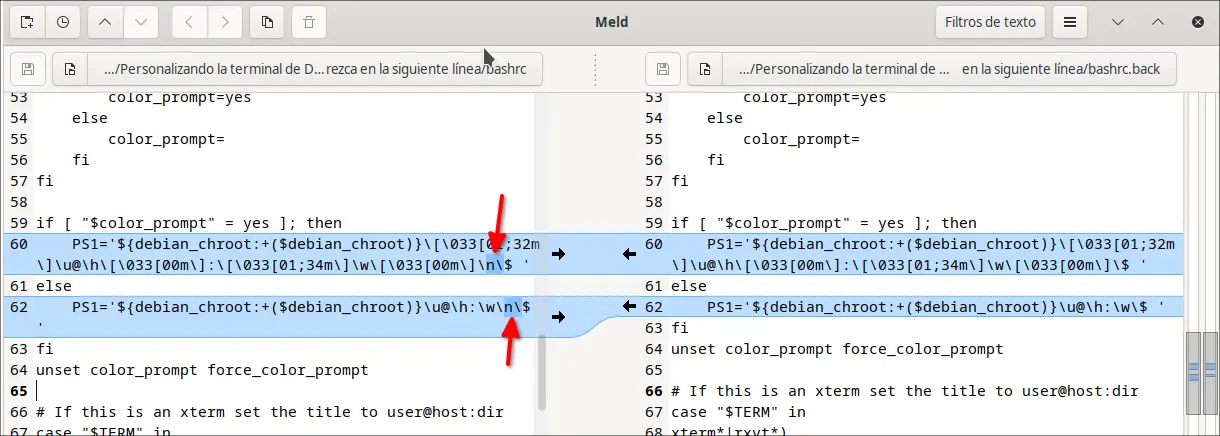 Meld
Filtros de texto
.../Personalizando la terminal de D...rezca en la siguiente línea/bashrc
.../Personalizando la terminal de ... en la siguiente línea/bashrc.back
53 color_prompt=yes
54 else
55 color_prompt=
56 fi
57 fi
58
59 if [ "$color_prompt" = yes ]; then
60 PS1='${debian_chroot:+($debian_chroot)}\[\033[01;32m
\]\u@\h\[\033[00m\]:\[\033[01;34m\]\w\[\033[00m\]\n\$ '
61 else
62 PS1='${debian_chroot:+($debian_chroot)}\u@\h:\w\n\$
'
63 fi
64 unset color_prompt force_color_prompt
65
66 # If this is an xterm set the title to user@host:dir
67 case "$TERM" in
53 color_prompt=yes
54 else
55 color_prompt=
56 fi
57 fi
58
59 if [ "$color_prompt" = yes ]; then
60 PS1='${debian_chroot:+($debian_chroot)}\[\033[01;32m
\]\u@\h\[\033[00m\]:\[\033[01;34m\]\w\[\033[00m\]\$ '
61 else
62 PS1='${debian_chroot:+($debian_chroot)}\u@\h:\w\$ '
63 fi
64 unset color_prompt force_color_prompt
65
66 # If this is an xterm set the title to user@host:dir
67 case "$TERM" in
68 xterm*|rxvt*)